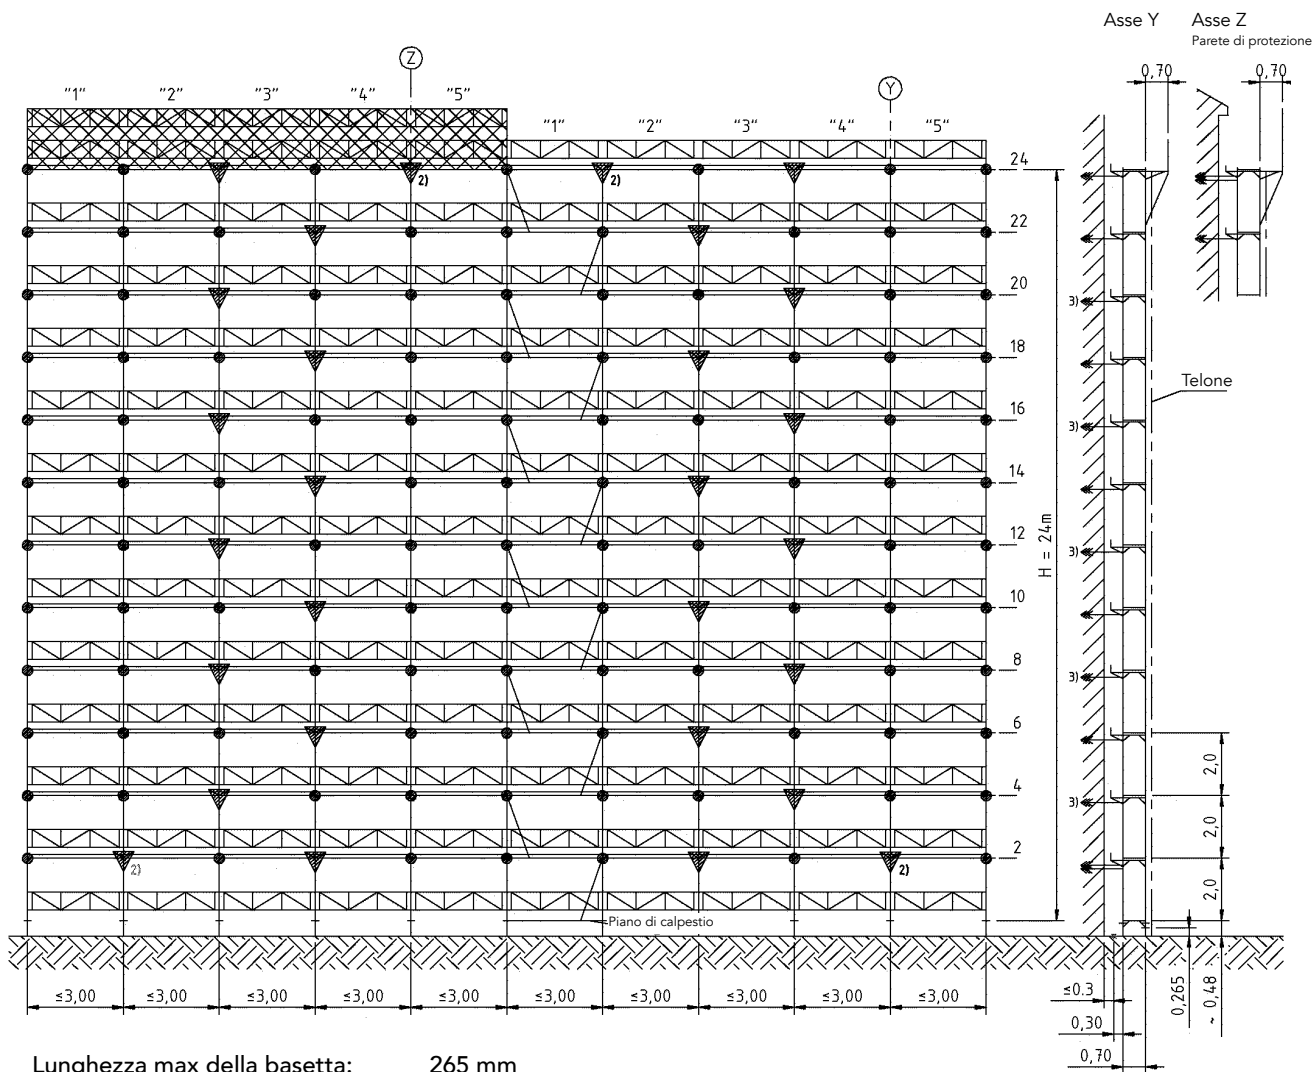 Asse Y
Asse Z
Parete di protezione
0,70
0,70
Z
Y
"1" "2" "3" "4" "5"
"1" "2" "3" "4" "5"
2)
2)
24
22
20
3)
18
Telone
16
3)
14
12
3)
H = 24m
10
8
3)
6
2,0
4
3)
2,0
2
2)
2)
2,0
Piano di calpestio
≤3,00 ≤3,00 ≤3,00 ≤3,00 ≤3,00 ≤3,00 ≤3,00 ≤3,00 ≤3,00 ≤3,00
≤0.3
0,265
~ 0,48
0,30
0,70
Lunghezza max della basetta: 265 mm